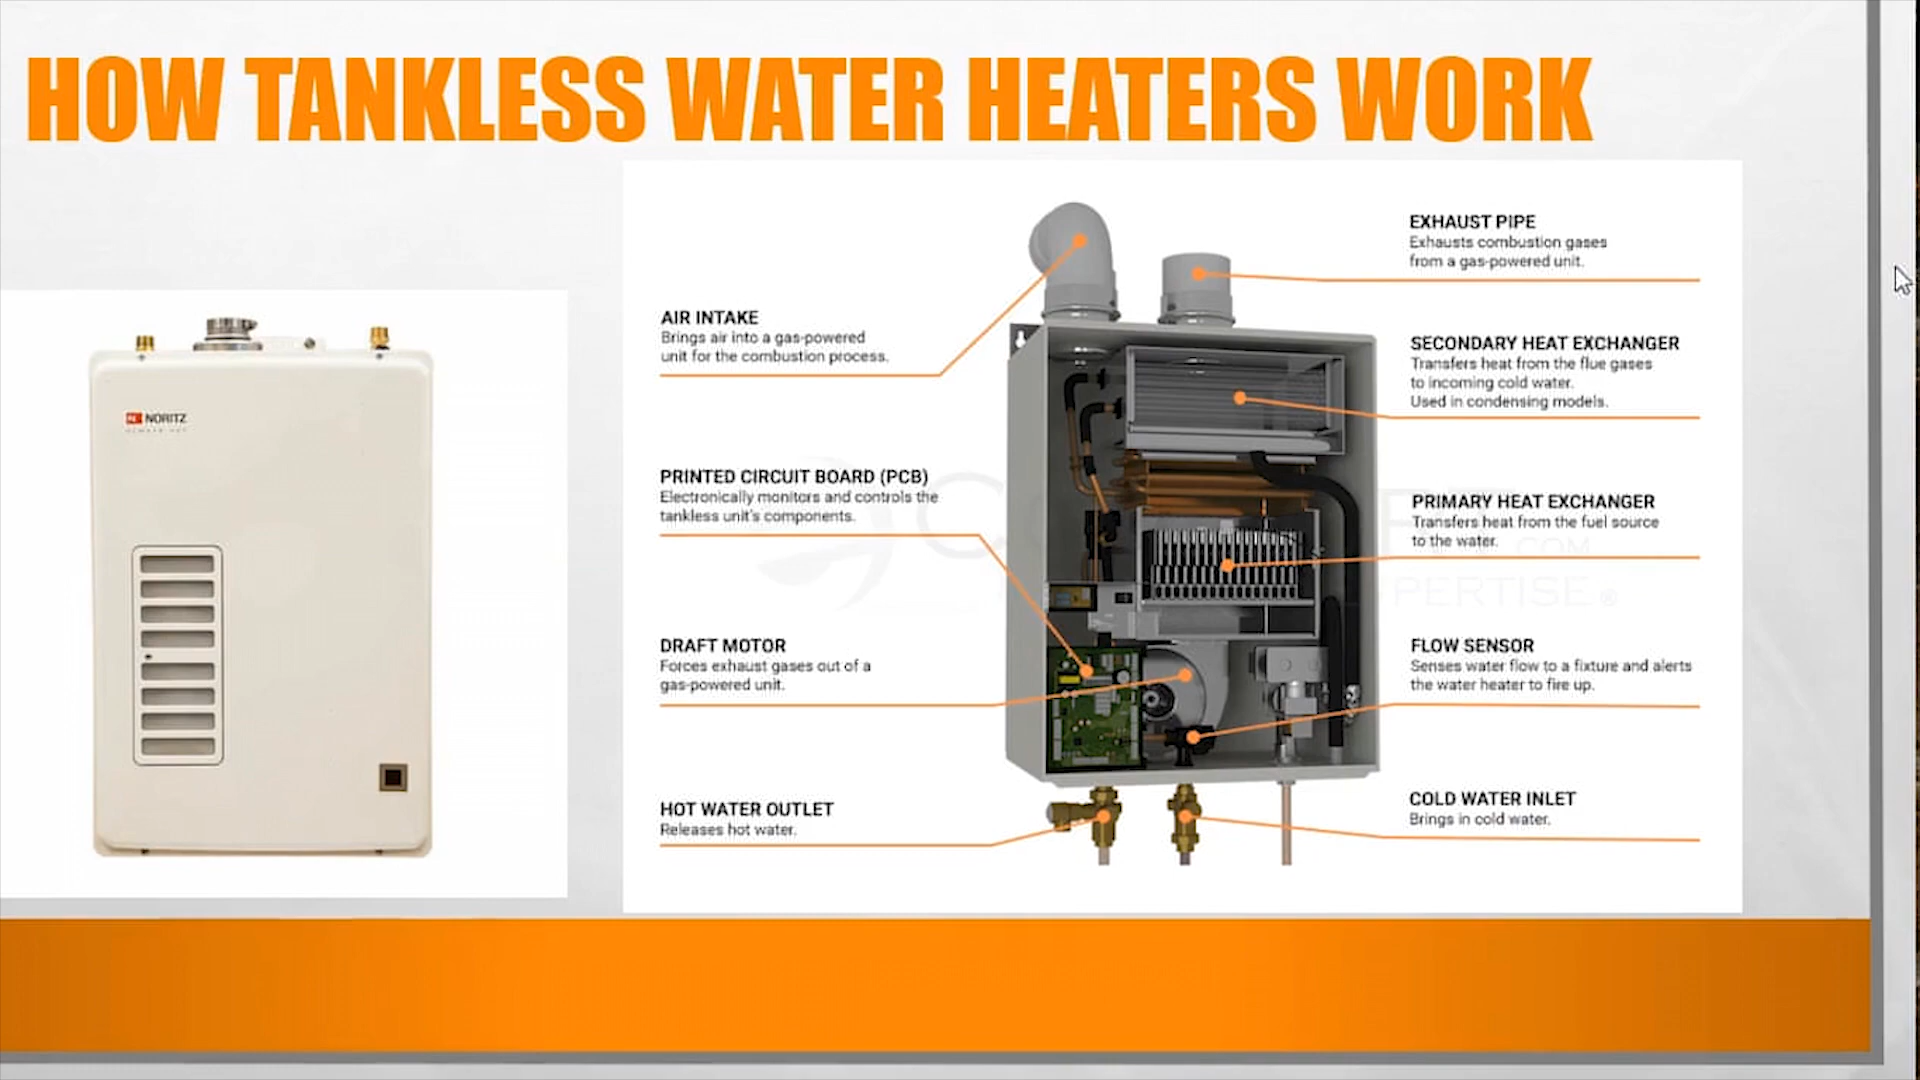 HOW TANKLESS WATER HEATERS WORK
NORITZ
AIR INTAKE
Brings air into a gas-powered
unit for the combustion process.
PRINTED CIRCUIT BOARD (PCB)
Electronically monitors and controls the
tankless unit's components.
DRAFT MOTOR
Forces exhaust gases out of a
gas-powered unit.
HOT WATER OUTLET
Releases hot water.
EXHAUST PIPE
Exhausts combustion gases
from a gas-powered unit.
SECONDARY HEAT EXCHANGER
Transfers heat from the flue gases
to incoming cold water.
Used in condensing models.
PRIMARY HEAT EXCHANGER
Transfers heat from the fuel source
to the water.
FLOW SENSOR
Senses water flow to a fixture and alerts
the water heater to fire up.
COLD WATER INLET
Brings in cold water.